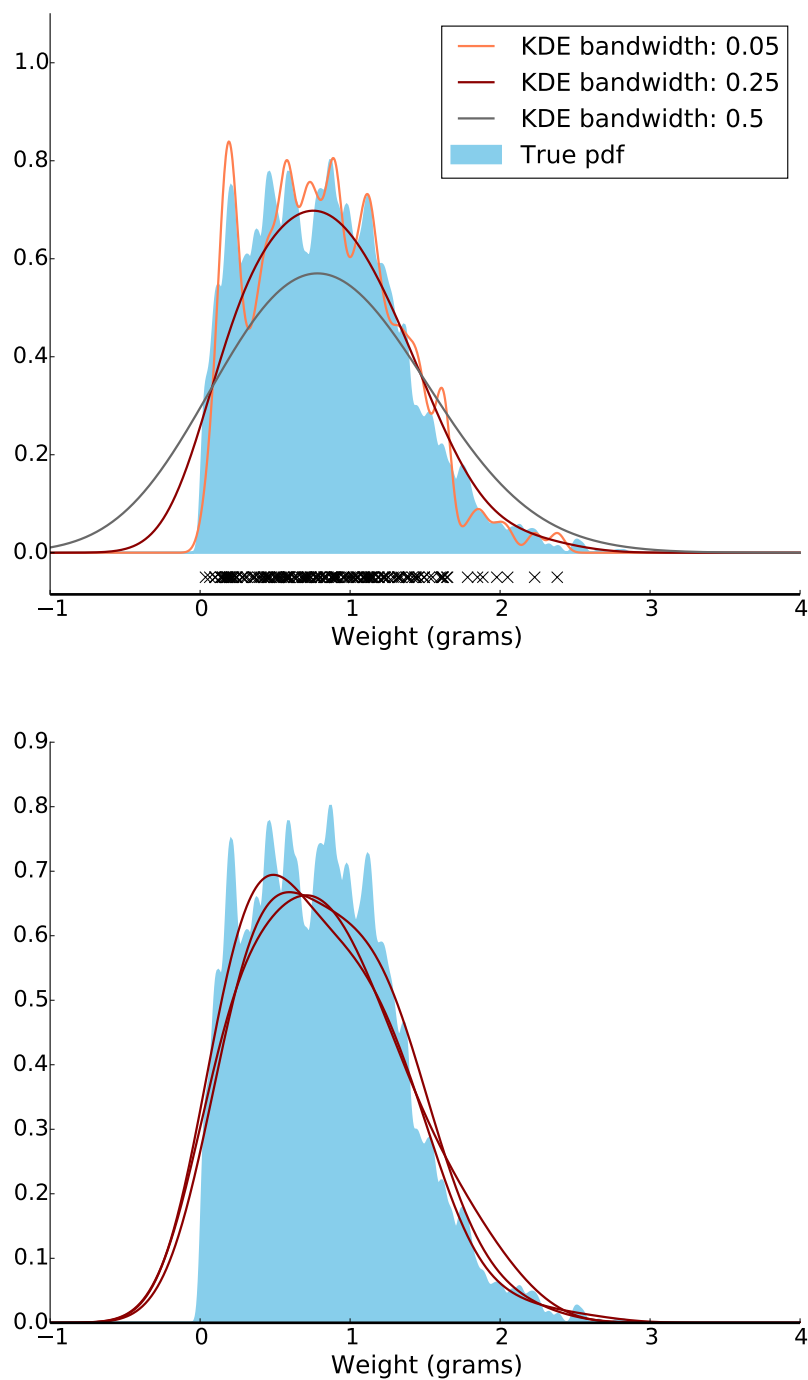 KDE bandwidth: 0.05
KDE bandwidth: 0.25
KDE bandwidth: 0.5
True pdf
1.0
0.8
0.6
0.4
0.2
0.0
−1 0 1 2 3 4
Weight (grams)
0.9
0.8
0.7
0.6
0.5
0.4
0.3
0.2
0.1
0.0
−1 0 1 2 3 4
Weight (grams)